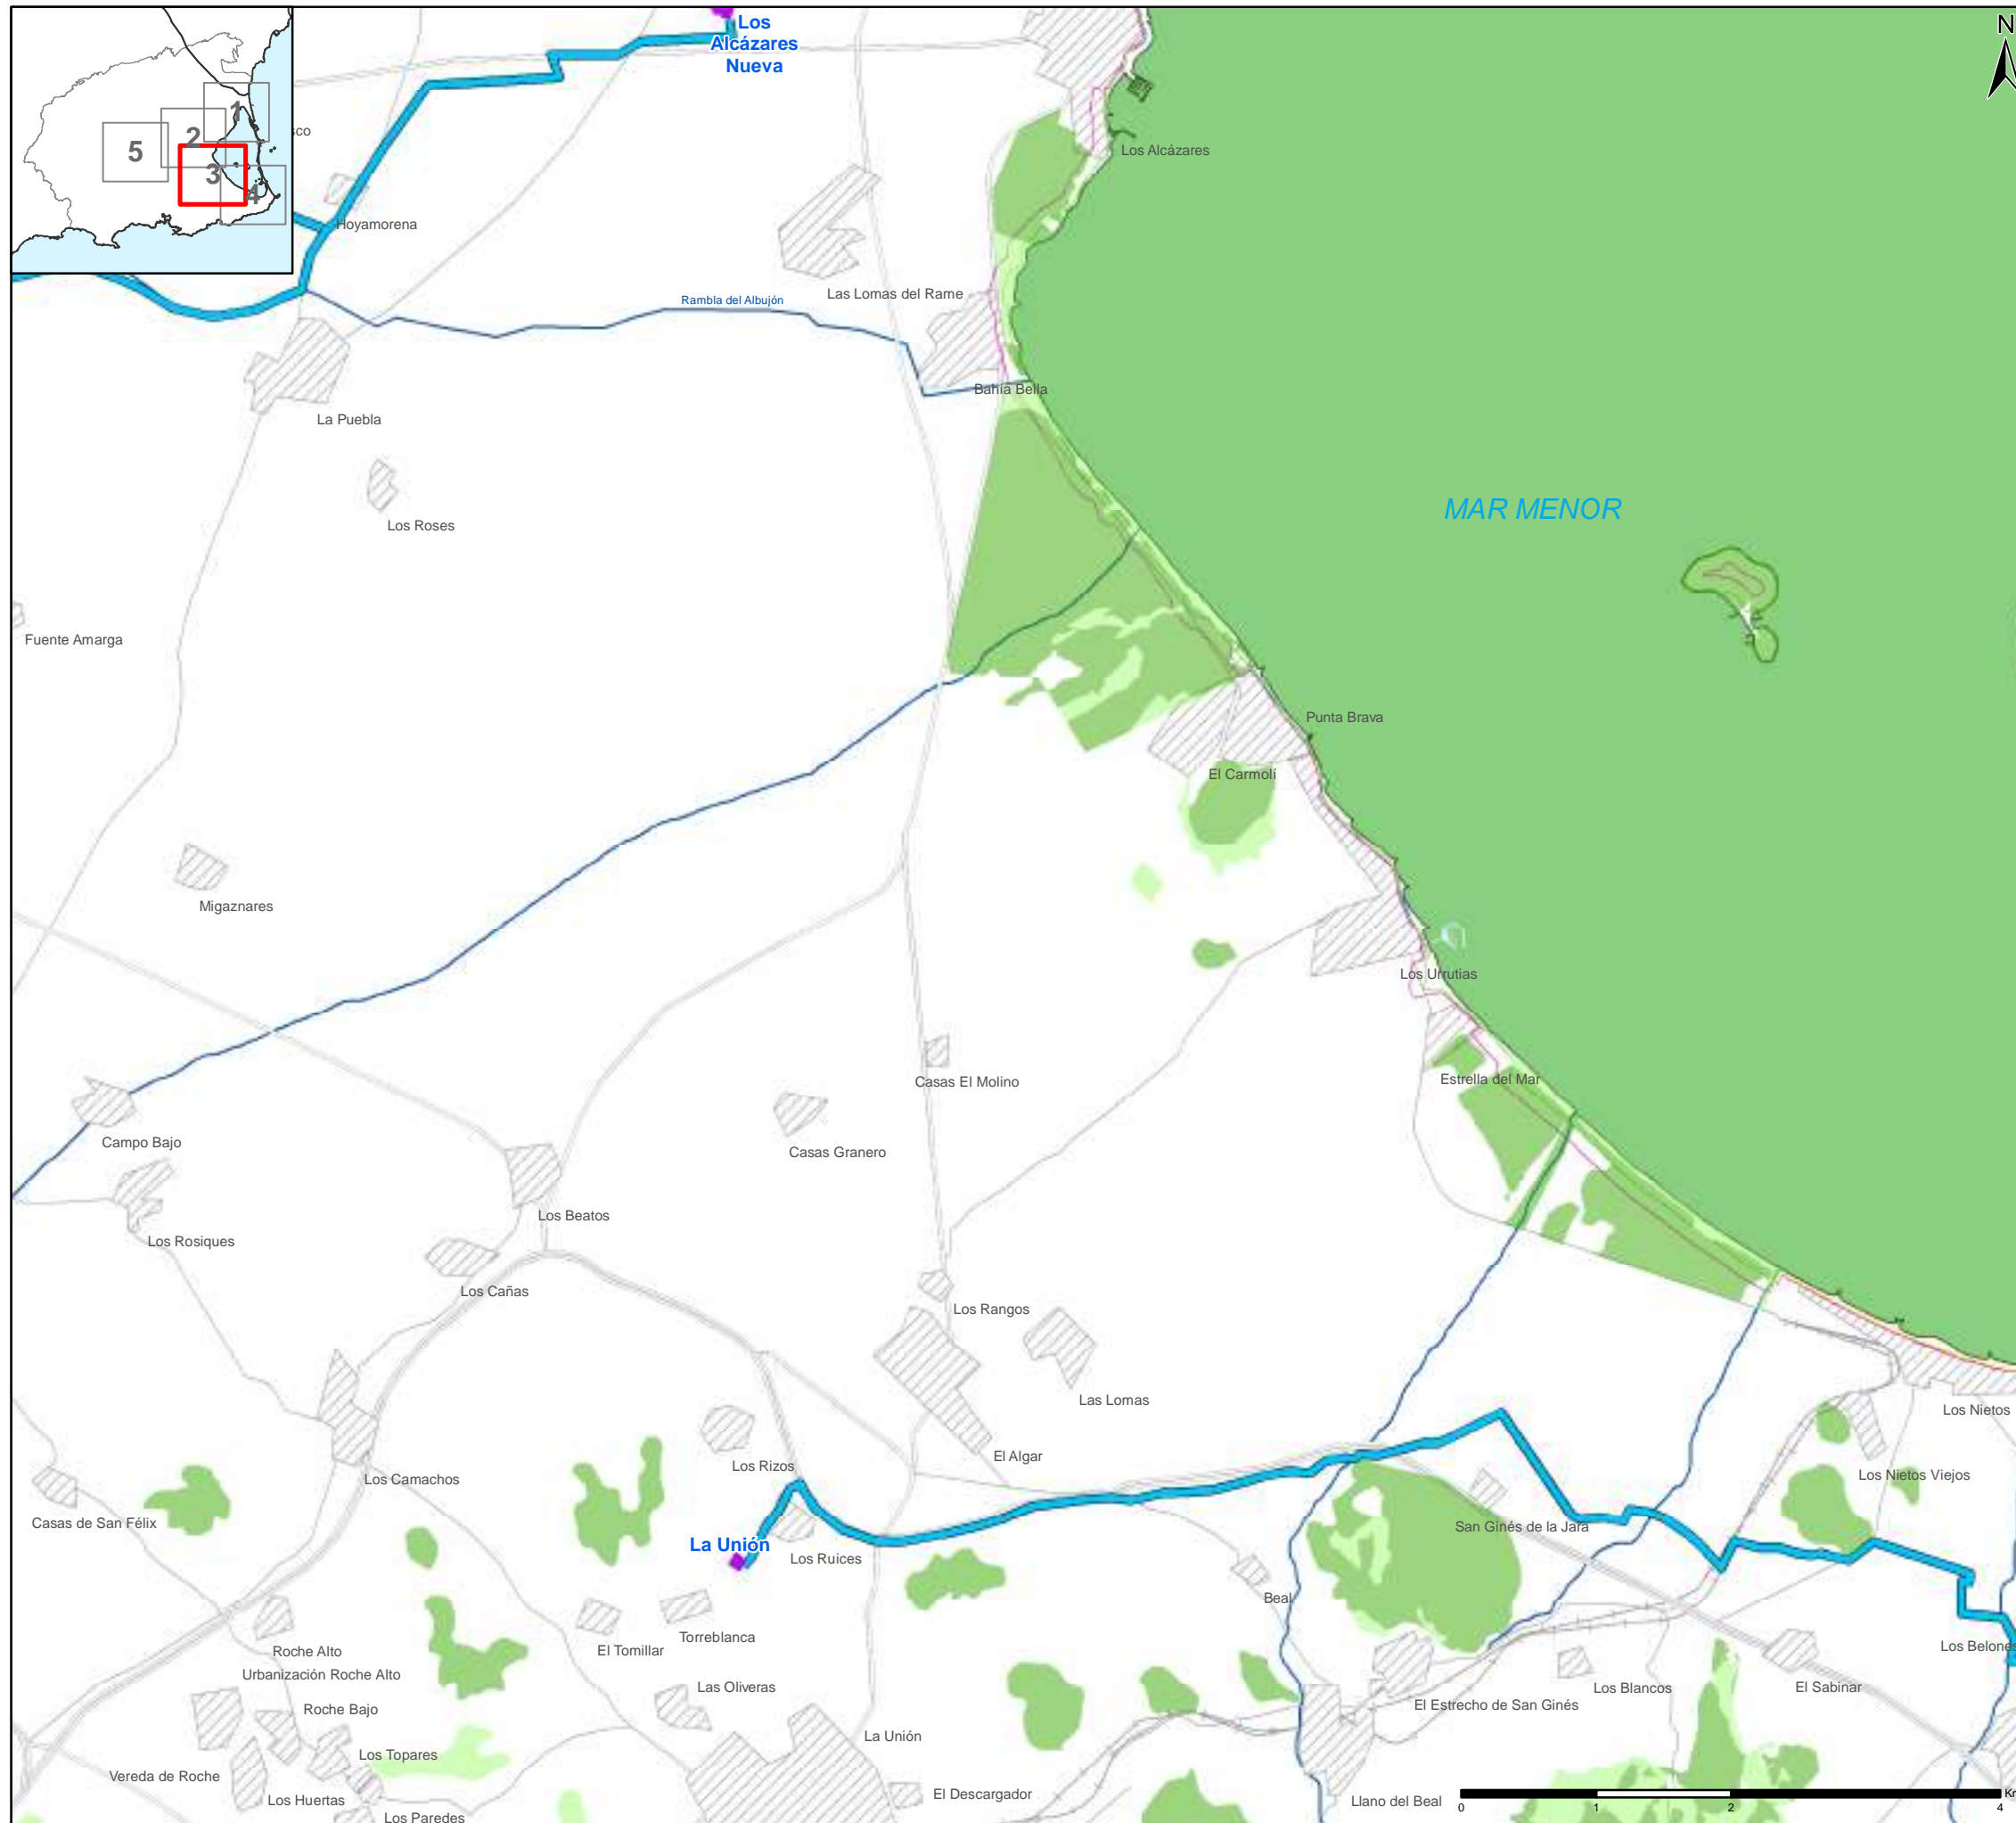 Los
Alcázares
Nueva
N
1
2
5
3
4
sco
Los Alcázares
Hoyamorena
Las Lomas del Rame
Rambla del Albujón
Bahía Bella
La Puebla
Los Roses
MAR MENOR
Fuente Amarga
Punta Brava
El Carmolí
Migaznares
Los Urrutias
Casas El Molino
Estrella del Mar
Campo Bajo
Casas Granero
Los Beatos
Los Rosiques
Los Cañas
Los Rangos
Las Lomas
Los Nietos
El Algar
Los Rizos
Los Camachos
Los Nietos Viejos
Casas de San Félix
San Ginés de la Jara
La Unión
Los Ruices
Beal
Torreblanca
El Tomillar
Roche Alto
Los Belones
Urbanización Roche Alto
Las Oliveras
Los Blancos
El Sabinar
El Estrecho de San Ginés
Roche Bajo
La Unión
Los Topares
Vereda de Roche
El Descargador
Los Huertas
Llano del Beal
Los Paredes
0 1 2 4
Km